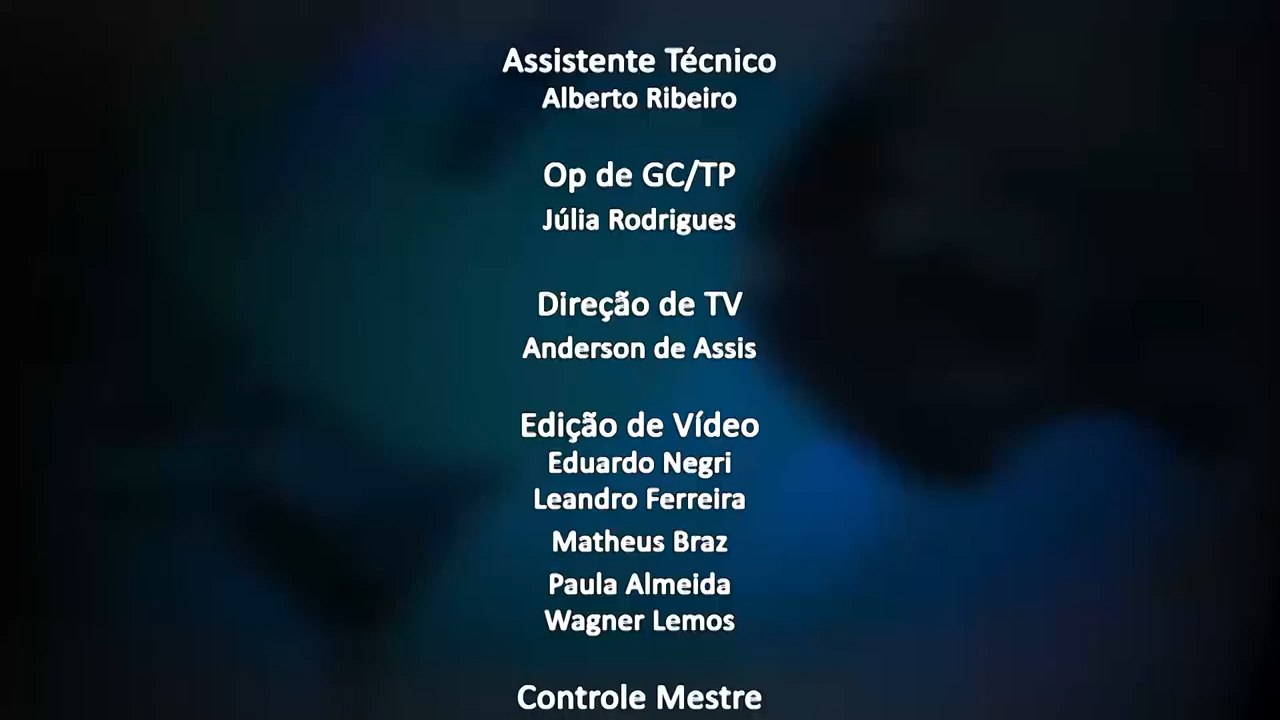 Assistente Técnico
Alberto Ribeiro
Op de GC/TP
Júlia Rodrigues
Direção de TV
Anderson de Assis
Edição de Vídeo
Eduardo Negri
Leandro Ferreira
Matheus Braz
Paula Almeida
Wagner Lemos
Controle Mestre